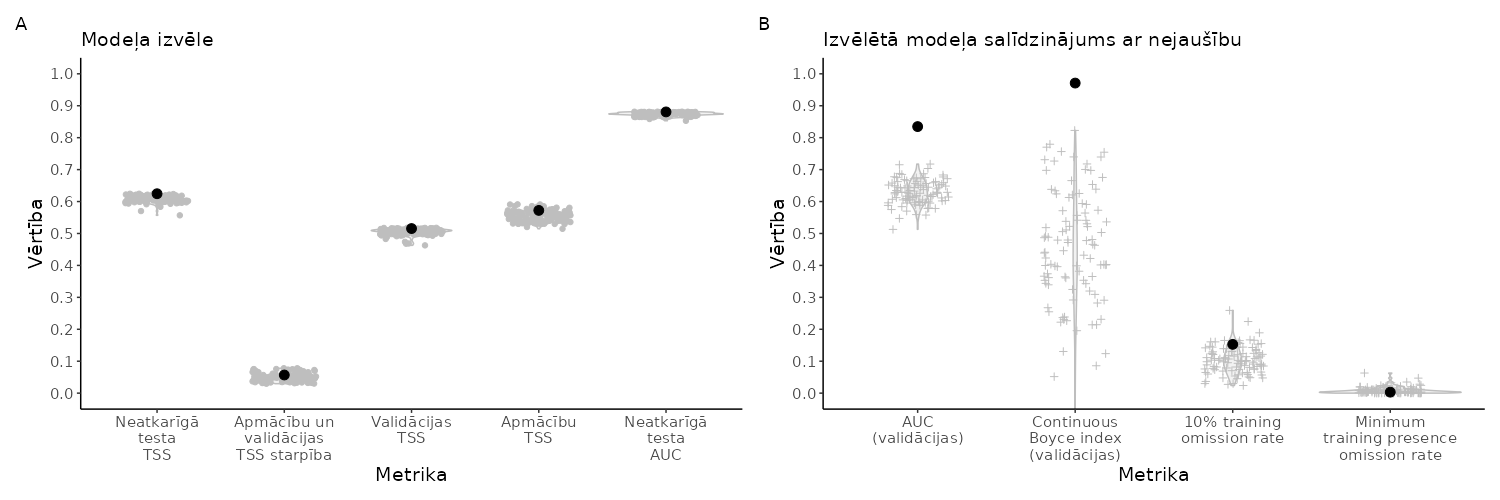 A
Modeļa izvēle
Vērtība
1.0
0.9
0.8
0.7
0.6
0.5
0.4
0.3
0.2
0.1
0.0
Neatkarīgā
testa
TSS
Apmācību un
validācijas
TSS starpība
Validācijas
TSS
Apmācību
TSS
Neatkarīgā
testa
AUC
Metrika
B
Izvēlētā modeļa salīdzinājums ar nejaušību
Vērtība
1.0
0.9
0.8
0.7
0.6
0.5
0.4
0.3
0.2
0.1
0.0
AUC
(validācijas)
Continuous
Boyce index
(validācijas)
10% training
omission rate
Minimum
training presence
omission rate
Metrika